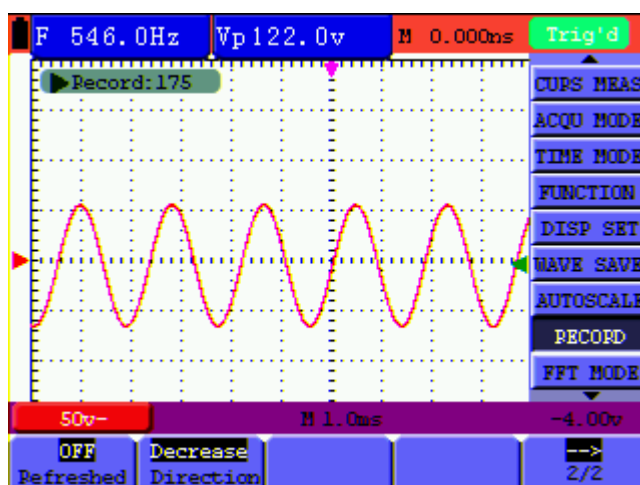 F 546.0Hz Vp122.0v M 0.000ns Trig'd
Record:175
CURS MEAS
ACQU MODE
TIME MODE
FUNCTION
DISP SET
WAVE SAVE
AUTOSCALE
RECORD
FFT MODE
50v~ M 1.0ms -4.00v
OFF Decrease -->
Refreshed Direction 2/2